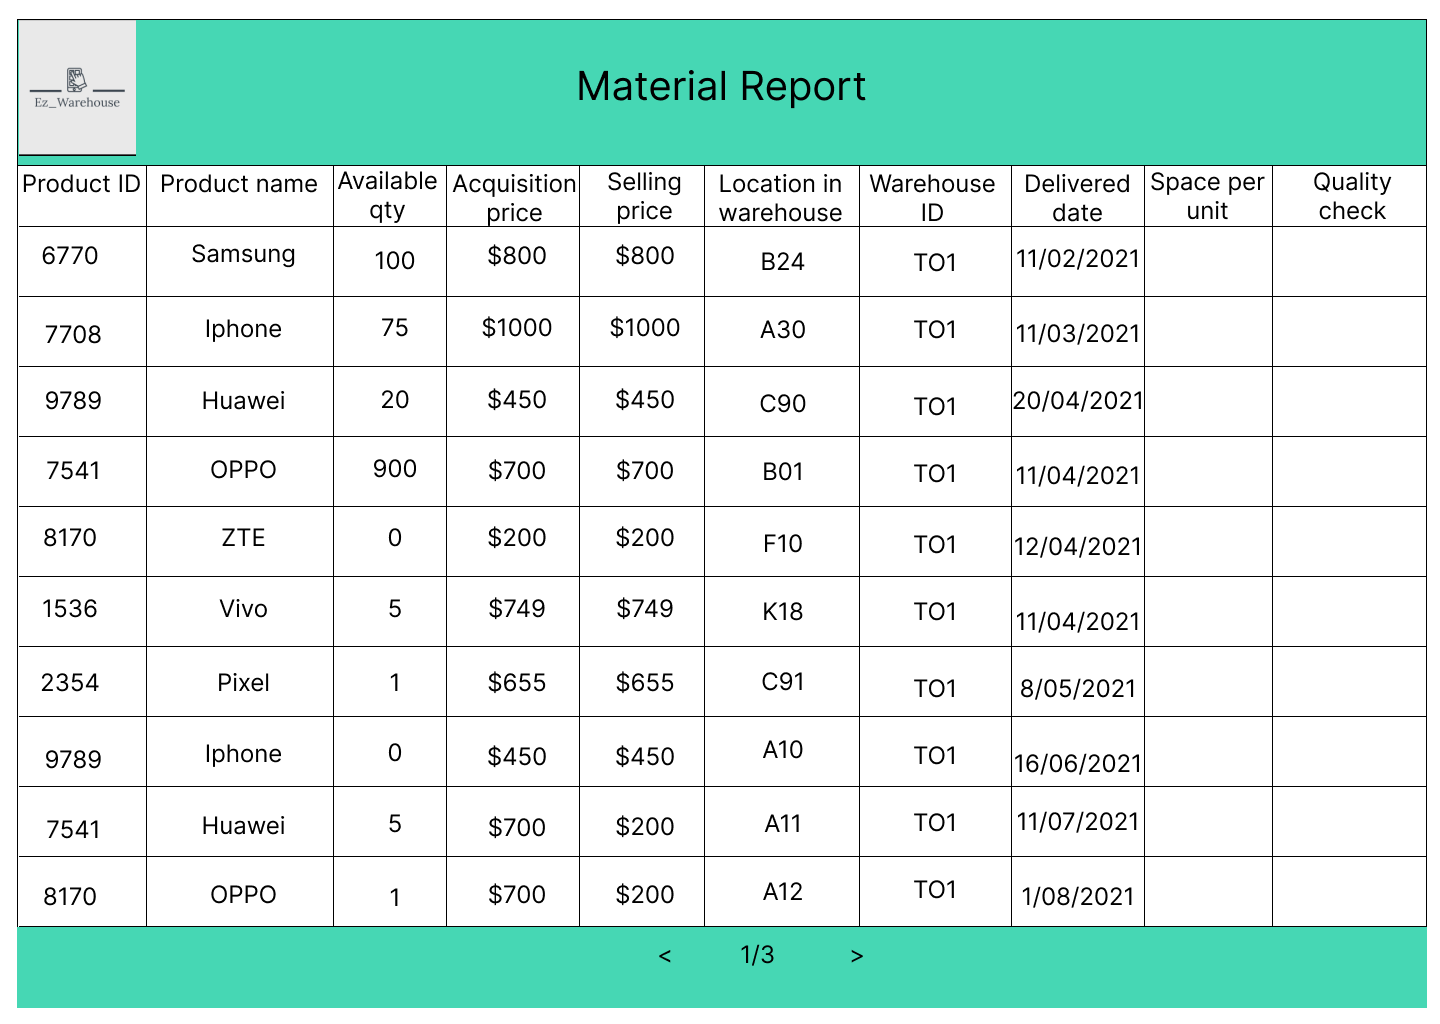 Ez_Warehouse
Material Report
Product ID Product name Available qty Acquisition price Selling price Location in warehouse Warehouse ID Delivered date Space per unit Quality check
6770 Samsung 100 $800 $800 B24 TO1 11/02/2021
7708 Iphone 75 $1000 $1000 A30 TO1 11/03/2021
9789 Huawei 20 $450 $450 C90 TO1 20/04/2021
7541 OPPO 900 $700 $700 B01 TO1 11/04/2021
8170 ZTE 0 $200 $200 F10 TO1 12/04/2021
1536 Vivo 5 $749 $749 K18 TO1 11/04/2021
2354 Pixel 1 $655 $655 C91 TO1 8/05/2021
9789 Iphone 0 $450 $450 A10 TO1 16/06/2021
7541 Huawei 5 $700 $200 A11 TO1 11/07/2021
8170 OPPO 1 $700 $200 A12 TO1 1/08/2021
< 1/3 >